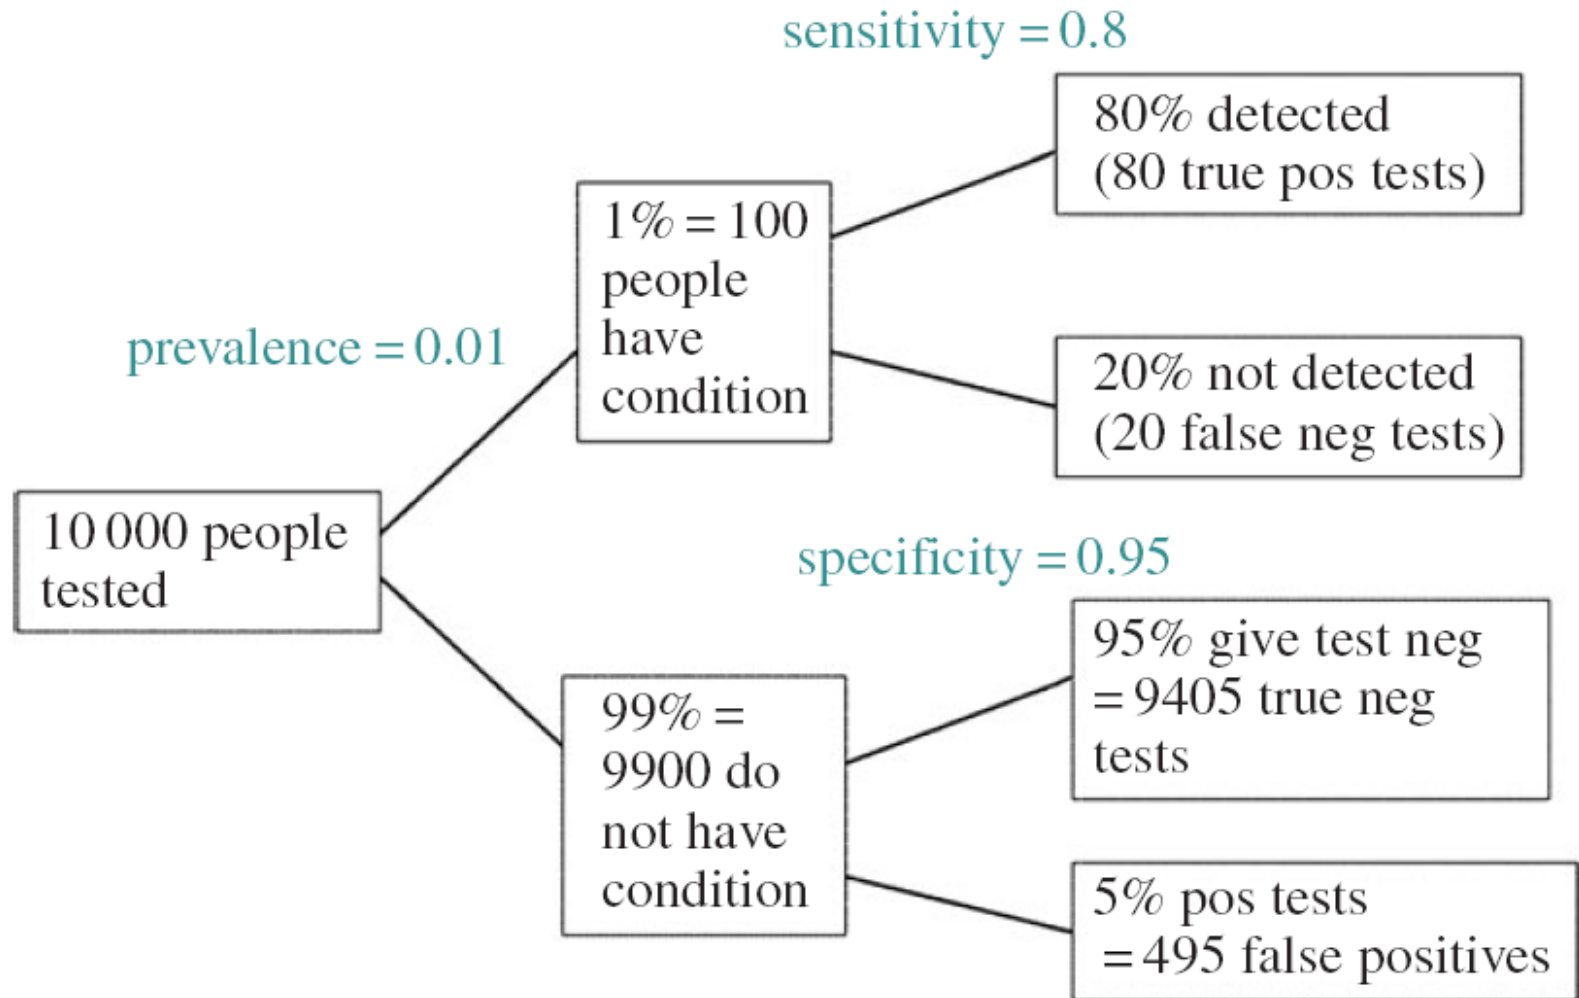 sensitivity = 0.8
80% detected
(80 true pos tests)
1% = 100
people
have
condition
prevalence = 0.01
20% not detected
(20 false neg tests)
10 000 people
tested
specificity = 0.95
95% give test neg
= 9405 true neg
tests
99% =
9900 do
not have
condition
5% pos tests
= 495 false positives